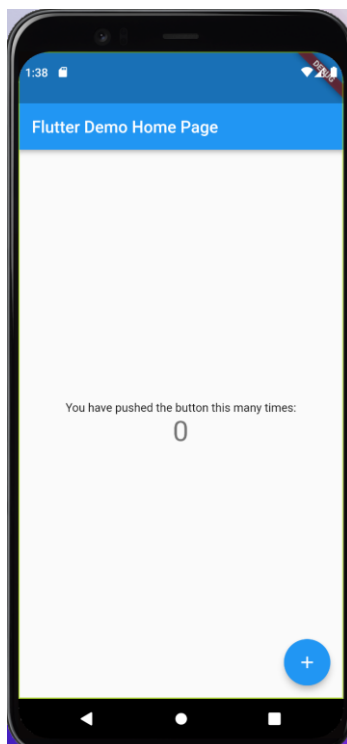 1:38
DEBUG
Flutter Demo Home Page
You have pushed the button this many times:
0
+